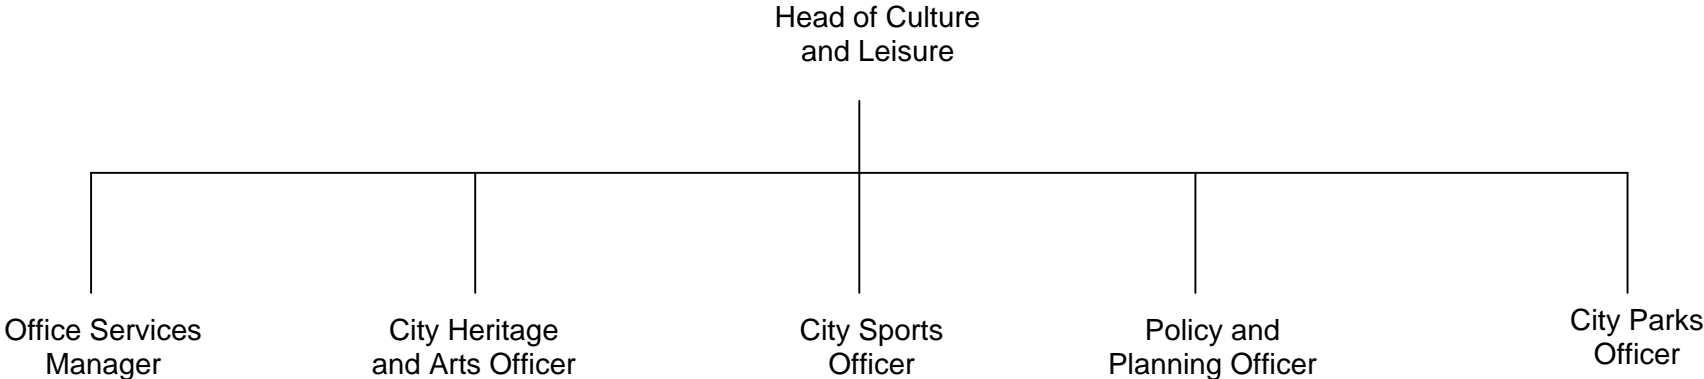 Head of Culture
and Leisure
Office Services
Manager
City Heritage
and Arts Officer
City Sports
Officer
Policy and
Planning Officer
City Parks
Officer